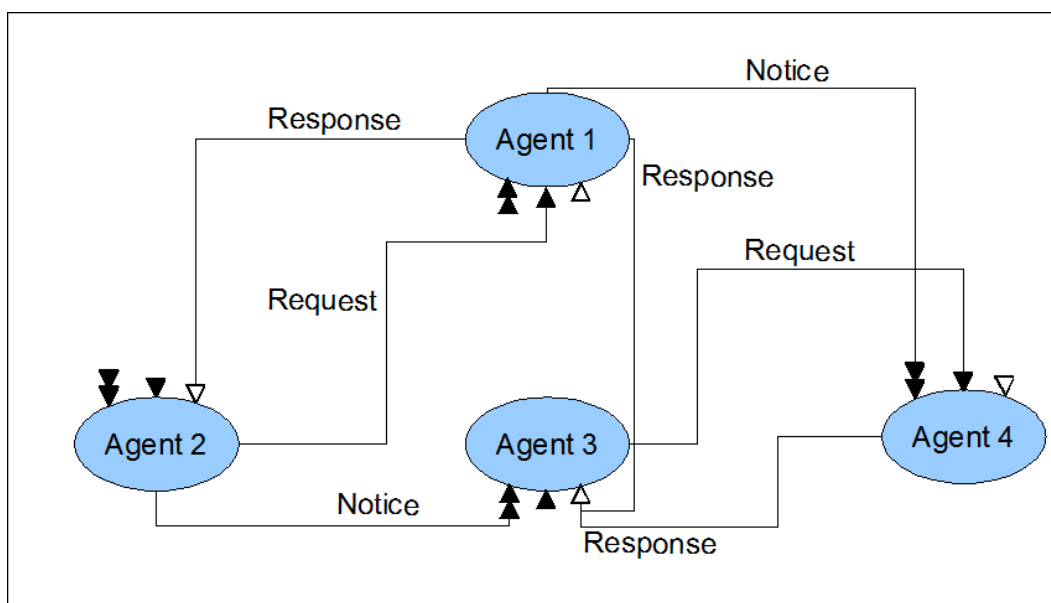 Notice
Response
Agent 1
Response
Request
Request
Agent 2
Agent 3
Agent 4
Notice
Response